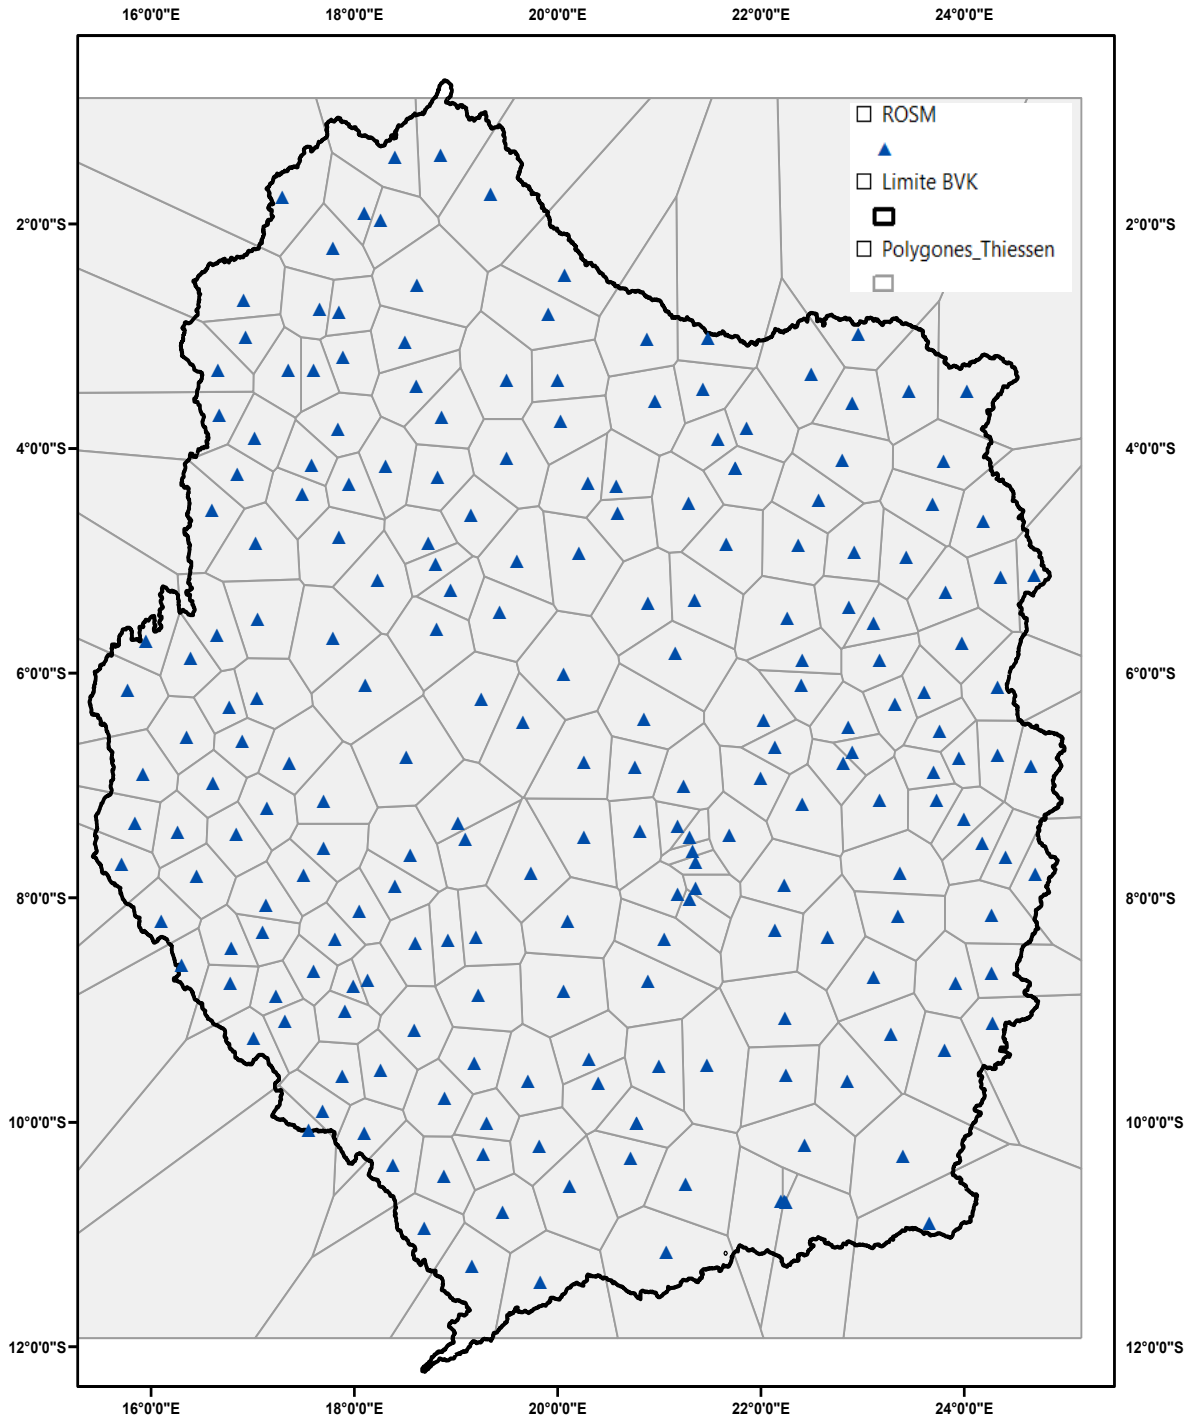 16°0'0"E 18°0'0"E 20°0'0"E 22°0'0"E 24°0'0"E
ROSM
Limite BVK
Polygones_Thiessen
2°0'0"S 2°0'0"S
4°0'0"S 4°0'0"S
6°0'0"S 6°0'0"S
8°0'0"S 8°0'0"S
10°0'0"S 10°0'0"S
12°0'0"S 12°0'0"S
16°0'0"E 18°0'0"E 20°0'0"E 22°0'0"E 24°0'0"E